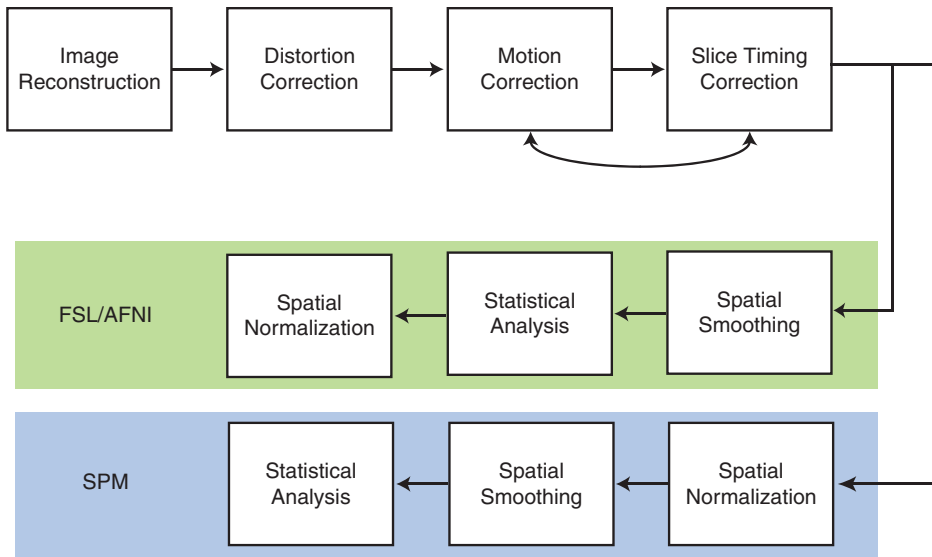 Image
Reconstruction
Distortion
Correction
Motion
Correction
Slice Timing
Correction
FSL/AFNI
Spatial
Normalization
Statistical
Analysis
Spatial
Smoothing
SPM
Statistical
Analysis
Spatial
Smoothing
Spatial
Normalization